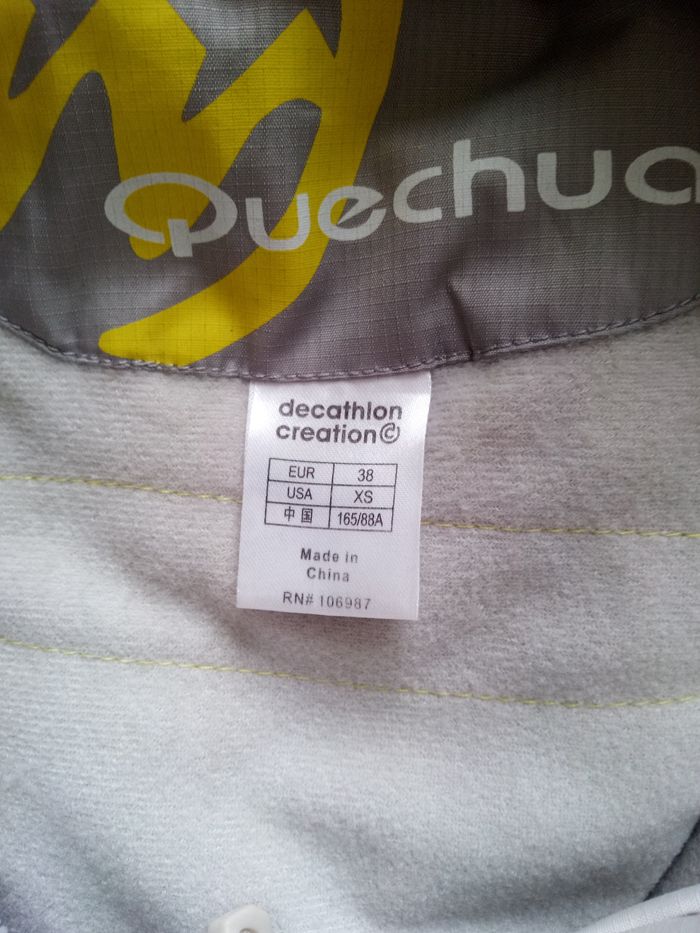 Quechua
decathlon
creation©
EUR 38
USA XS
中国 165/88A
Made in
China
RN# 106987